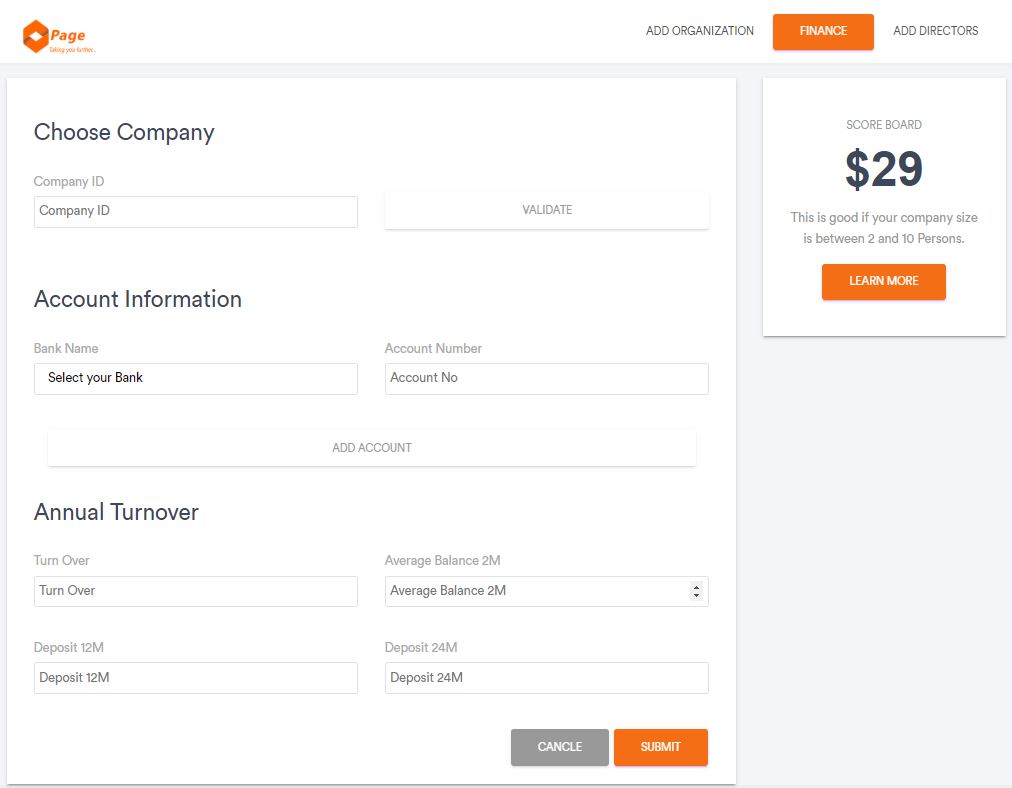 Page
Taking you further..
ADD ORGANIZATION
FINANCE
ADD DIRECTORS
Choose Company
Company ID
Company ID
VALIDATE
Account Information
Bank Name
Account Number
Select your Bank
Account No
ADD ACCOUNT
Annual Turnover
Turn Over
Average Balance 2M
Turn Over
Average Balance 2M
Deposit 12M
Deposit 24M
Deposit 12M
Deposit 24M
CANCLE
SUBMIT
SCORE BOARD
$29
This is good if your company size
is between 2 and 10 Persons.
LEARN MORE